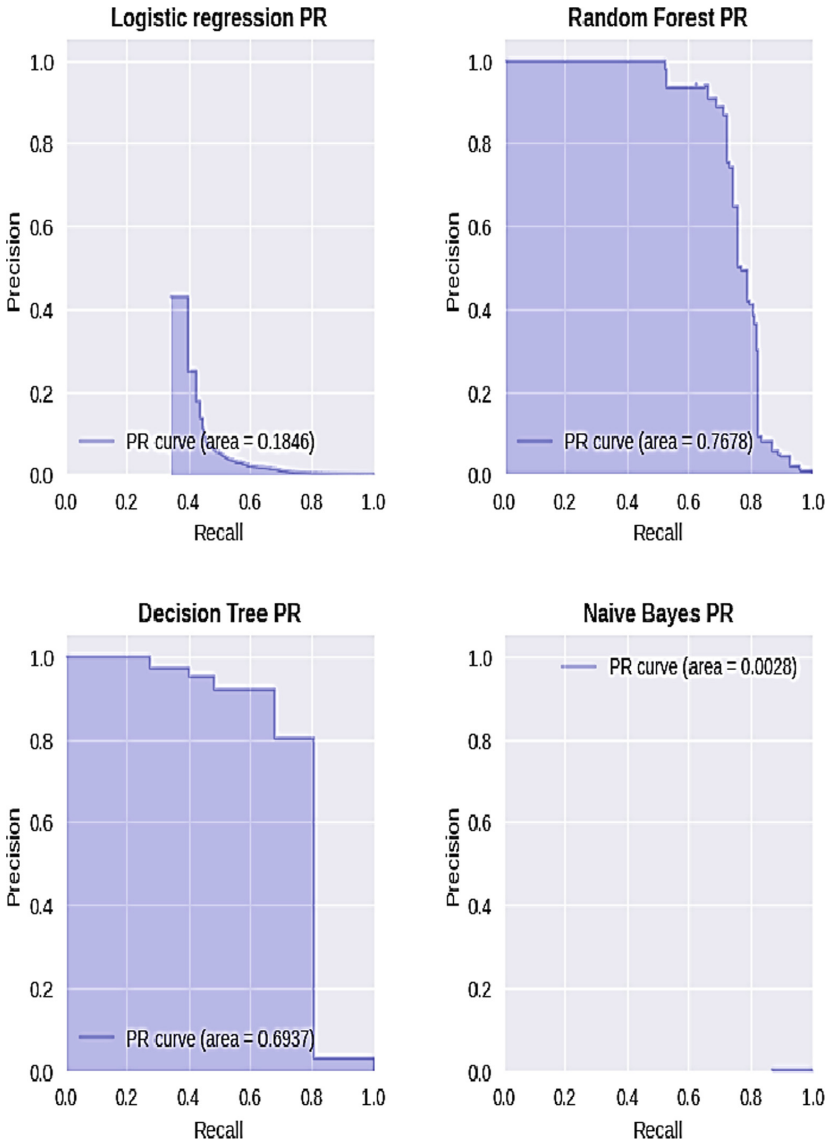 Logistic regression PR
Random Forest PR
Precision
1.0
0.8
0.6
0.4
0.2
0.0
PR curve (area = 0.1846)
0.0 0.2 0.4 0.6 0.8 1.0
Recall
Precision
1.0
0.8
0.6
0.4
0.2
0.0
PR curve (area = 0.7678)
0.0 0.2 0.4 0.6 0.8 1.0
Recall
Decision Tree PR
Naive Bayes PR
Precision
1.0
0.8
0.6
0.4
0.2
0.0
PR curve (area = 0.6937)
0.0 0.2 0.4 0.6 0.8 1.0
Recall
Precision
1.0
0.8
0.6
0.4
0.2
0.0
PR curve (area = 0.0028)
0.0 0.2 0.4 0.6 0.8 1.0
Recall